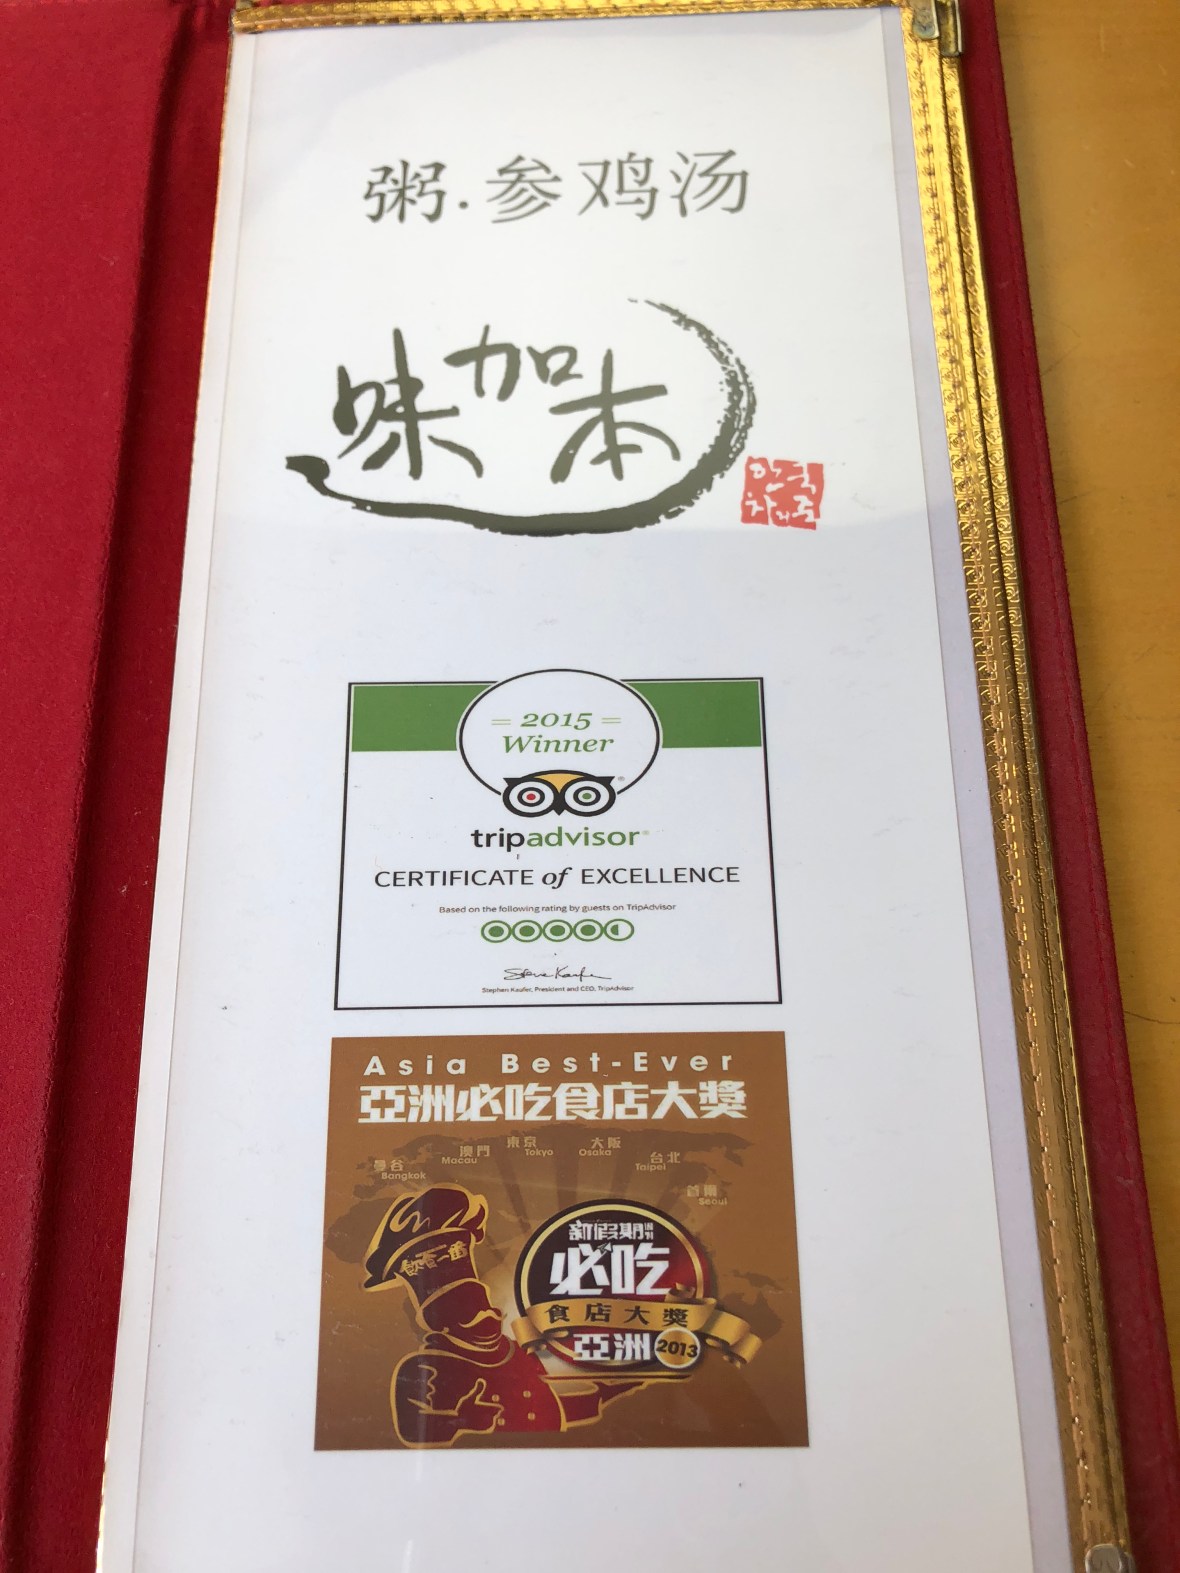 粥.参鸡汤
味加本
= 2015 =
Winner
tripadvisor®
CERTIFICATE of EXCELLENCE
Based on the following rating by guests on TripAdvisor
Stephen Kaufer, President and CEO, TripAdvisor
Asia Best-Ever
亞洲必吃食店大獎
東京 大阪
Tokyo Osaka
澳門 台北
Macau Taipei
曼谷 首爾
Bangkok Seoul
新假期周刊
必吃
食店大獎
亞洲 2013